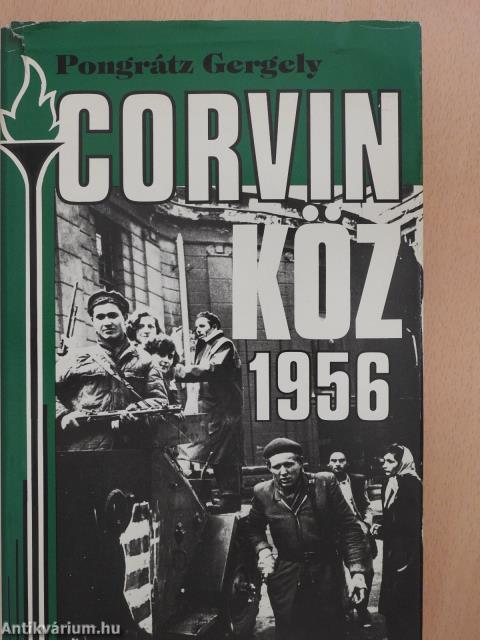 Pongrátz Gergely
CORVIN
KÖZ
1956
Antikvárium.hu